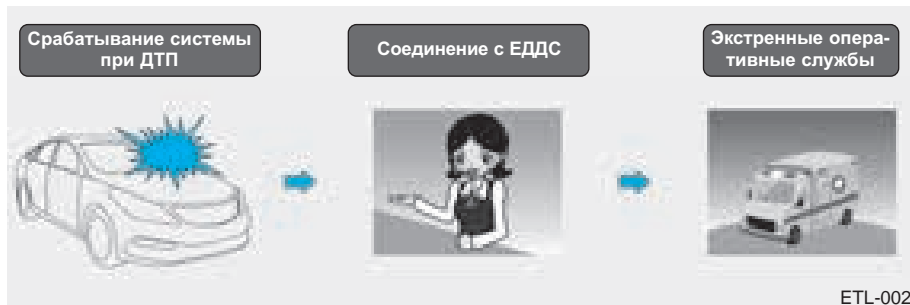 Срабатывание системы
при ДТП
Соединение с ЕДДС
Экстренные опера-
тивные службы
ETL-002